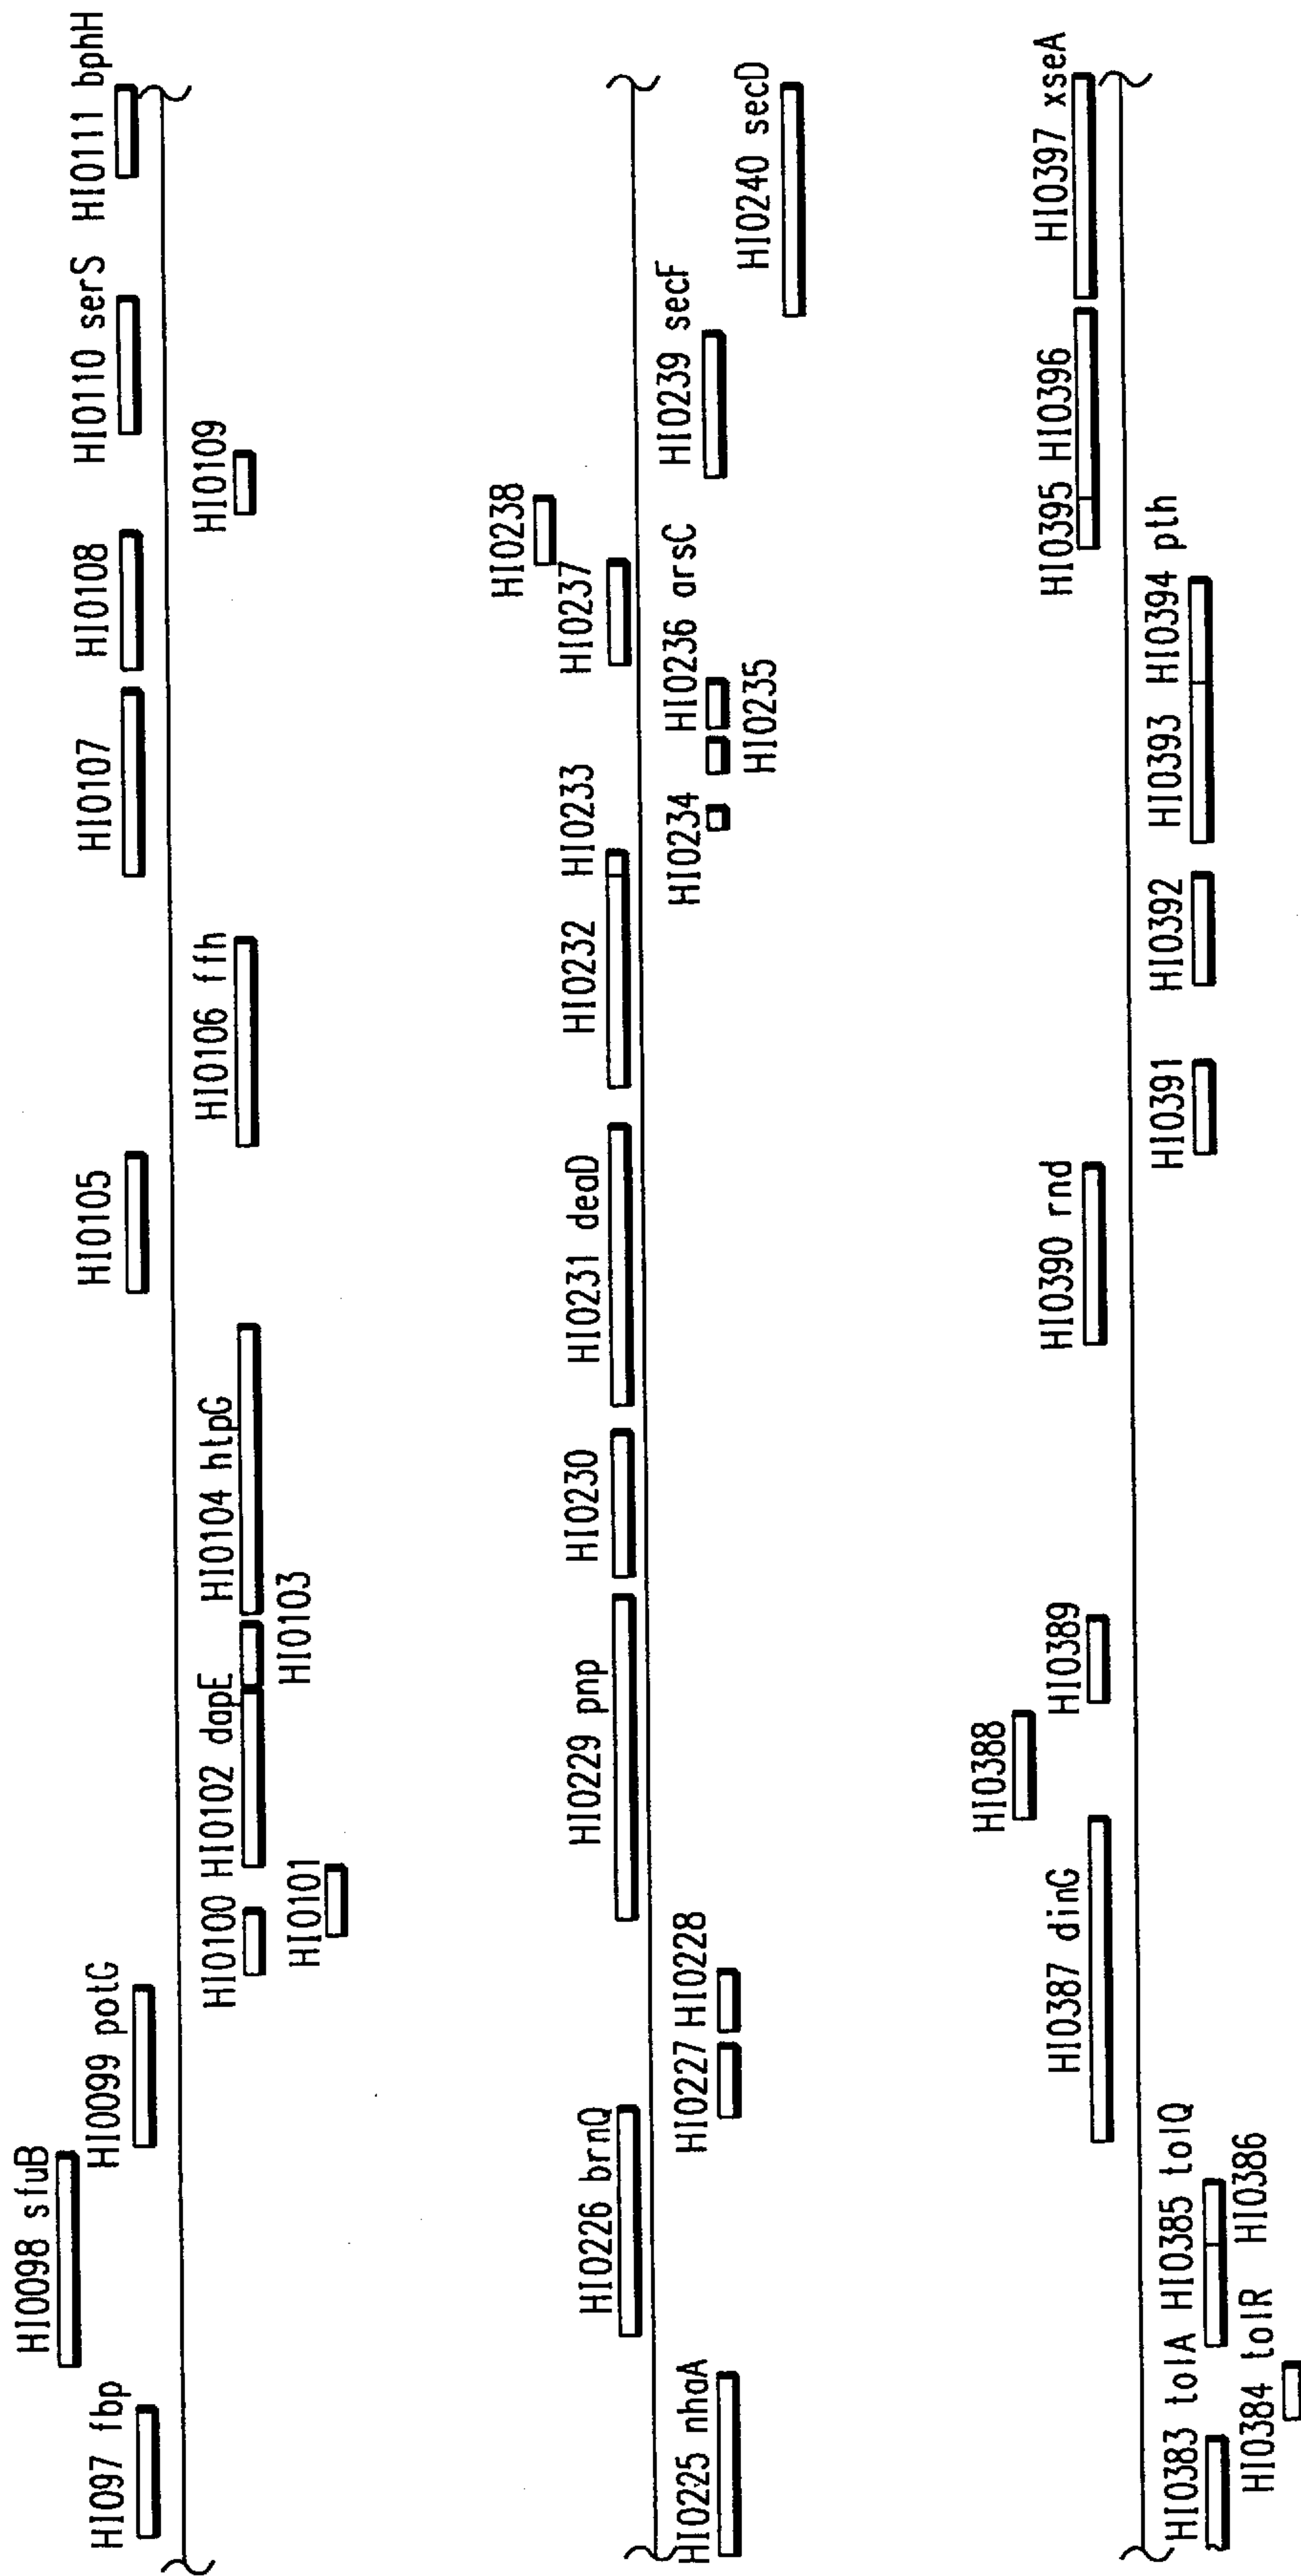 HI097 fbp
HI0098 sfuB
HI0099 potG
HI0100
HI0101
HI0102 dapE
HI0103
HI0104 htpG
HI0105
HI0106 ffh
HI0107
HI0108
HI0109
HI0110 serS
HI0111 bphH
HI0225 nhaA
HI0226 brnQ
HI0227
HI0228
HI0229 pnp
HI0230
HI0231 deaD
HI0232
HI0233
HI0234
HI0235
HI0236 arsC
HI0237
HI0238
HI0239 secF
HI0240 secD
HI0383 tolA
HI0384 tolR
HI0385 tolQ
HI0386
HI0387 dinG
HI0388
HI0389
HI0390 rnd
HI0391
HI0392
HI0393
HI0394 pth
HI0395
HI0396
HI0397 xseA